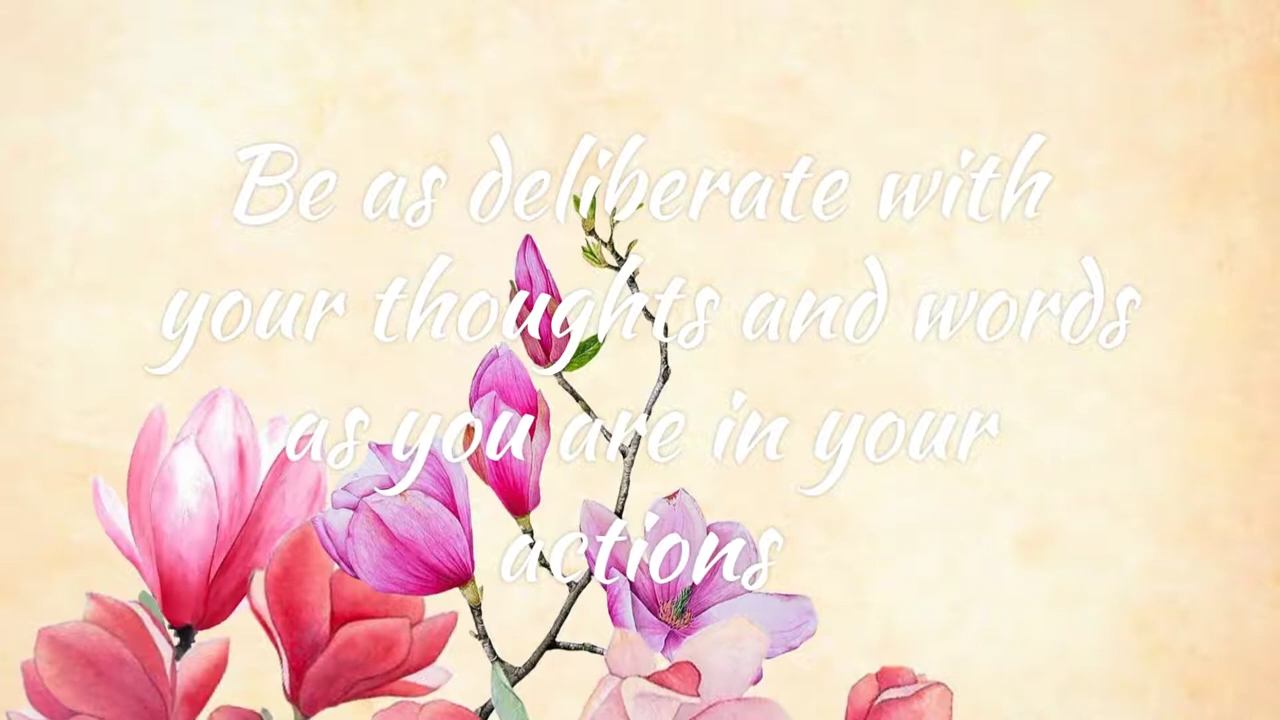 Be as deliberate with
your thoughts and words
as you are in your
actions